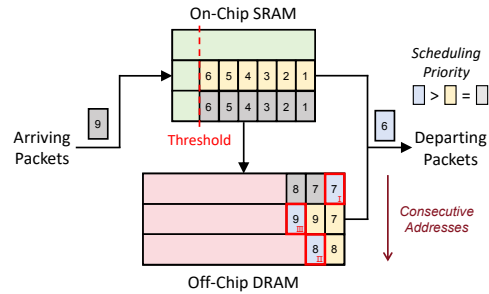 On-Chip SRAM
Scheduling
Priority
> =
6 5 4 3 2 1
6 5 4 3 2 1
9
6
Arriving
Packets
Threshold
Departing
Packets
8 7 7 I
9 III 9 7
8 II 8
Consecutive
Addresses
Off-Chip DRAM